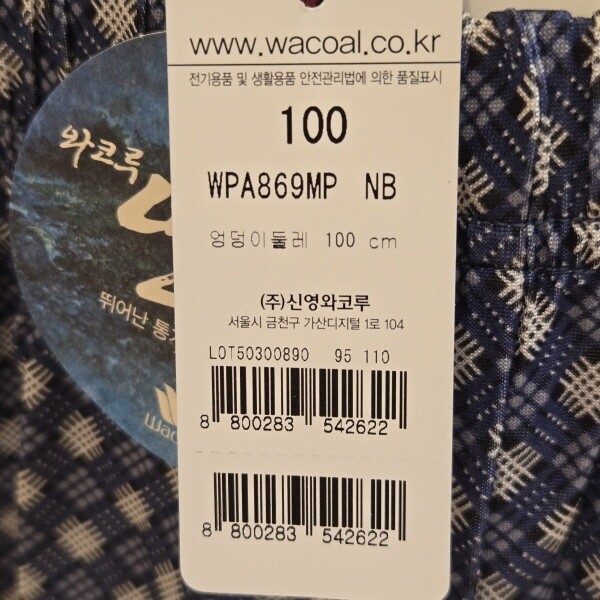 www.wacoal.co.kr
전기용품 및 생활용품 안전관리법에 의한 품질표시
100
WPA869MP NB
엉덩이둘레 100 cm
(주)신영와코루
서울시 금천구 가산디지털 1로 104
LOT50300890 95 110
8 800283 542622
8 800283 542622
와코루
뛰어난